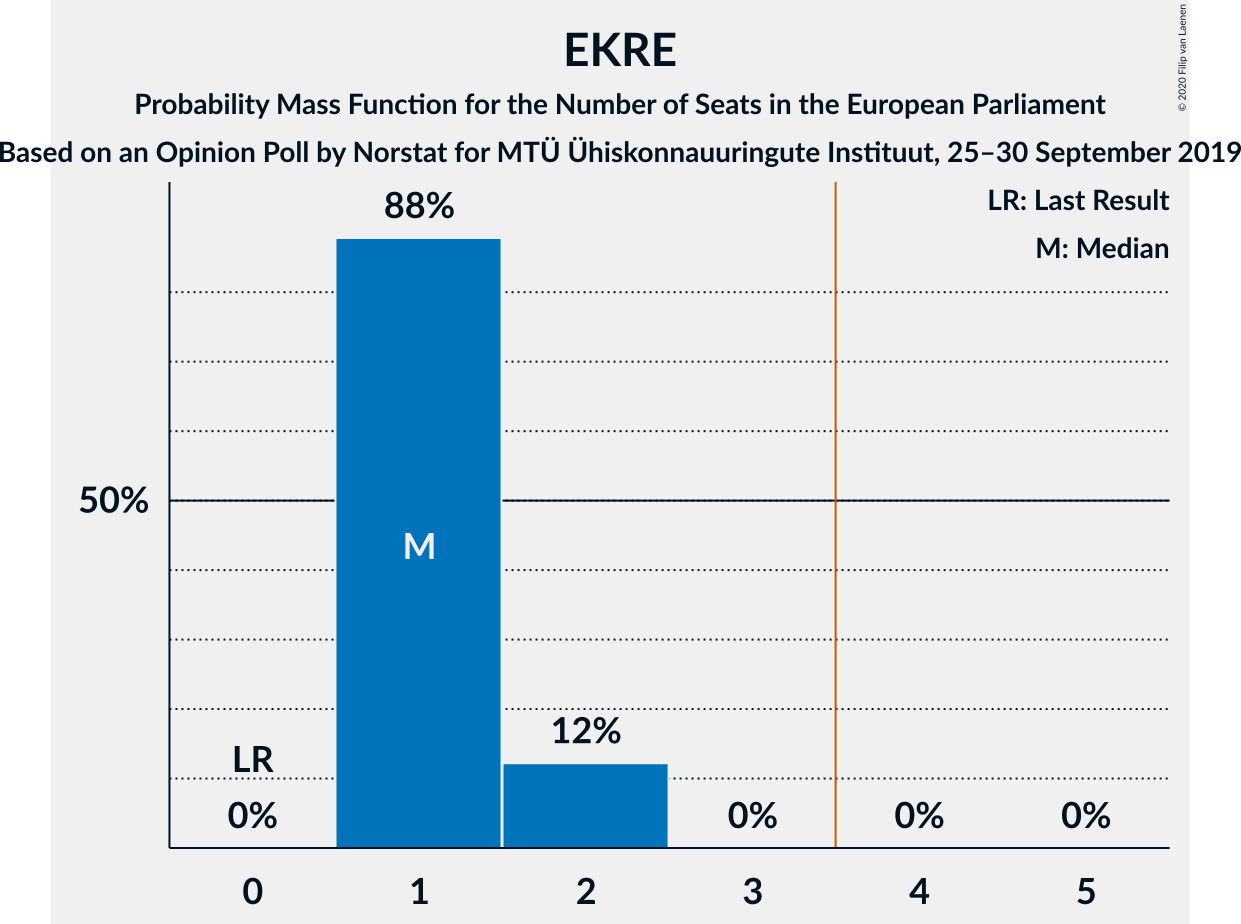 EKRE
Probability Mass Function for the Number of Seats in the European Parliament
Based on an Opinion Poll by Norstat for MTÜ Ühiskonnauuringute Instituut, 25–30 September 2019
© 2020 Filip van Laenen
LR: Last Result
M: Median
88%
50%
M
12%
LR
0%
0%
0%
0%
0
1
2
3
4
5